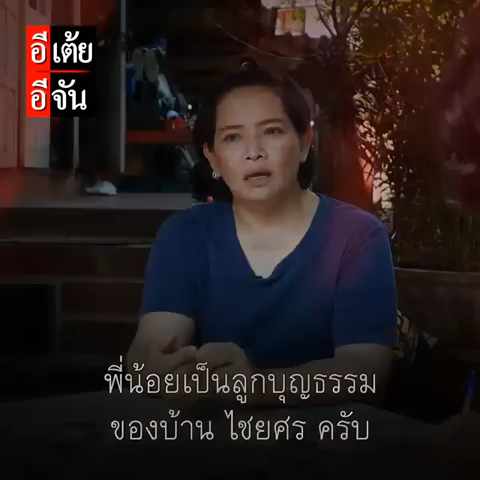 อีเต้ย
อีจัน
พี่น้อยเป็นลูกบุญธรรม
ของบ้าน ไชยศร ครับ